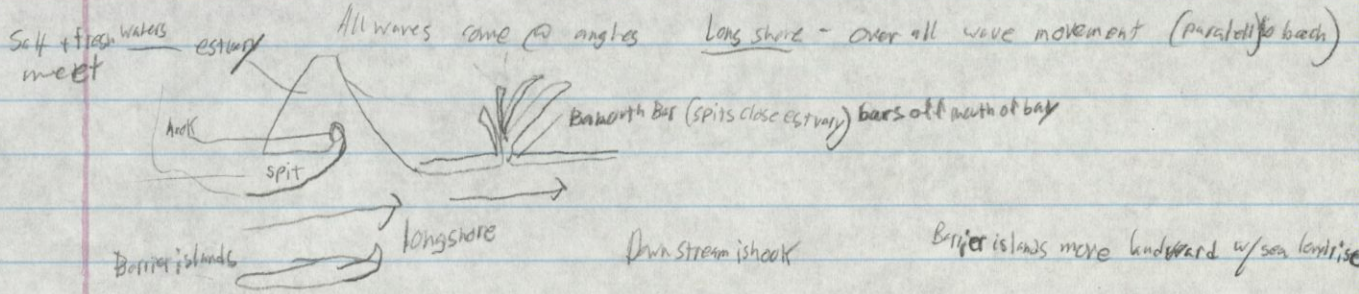 Salt + fresh waters
meet
estuary
All waves come @ angles
Long shore - over all wave movement (paralell to beach)
hook
spit
Baymouth Bar (spits close estuary) bars off mouth of bay
longshore
Barrier islands
Down stream is hook
Barrier islands move landward w/ sea level rise